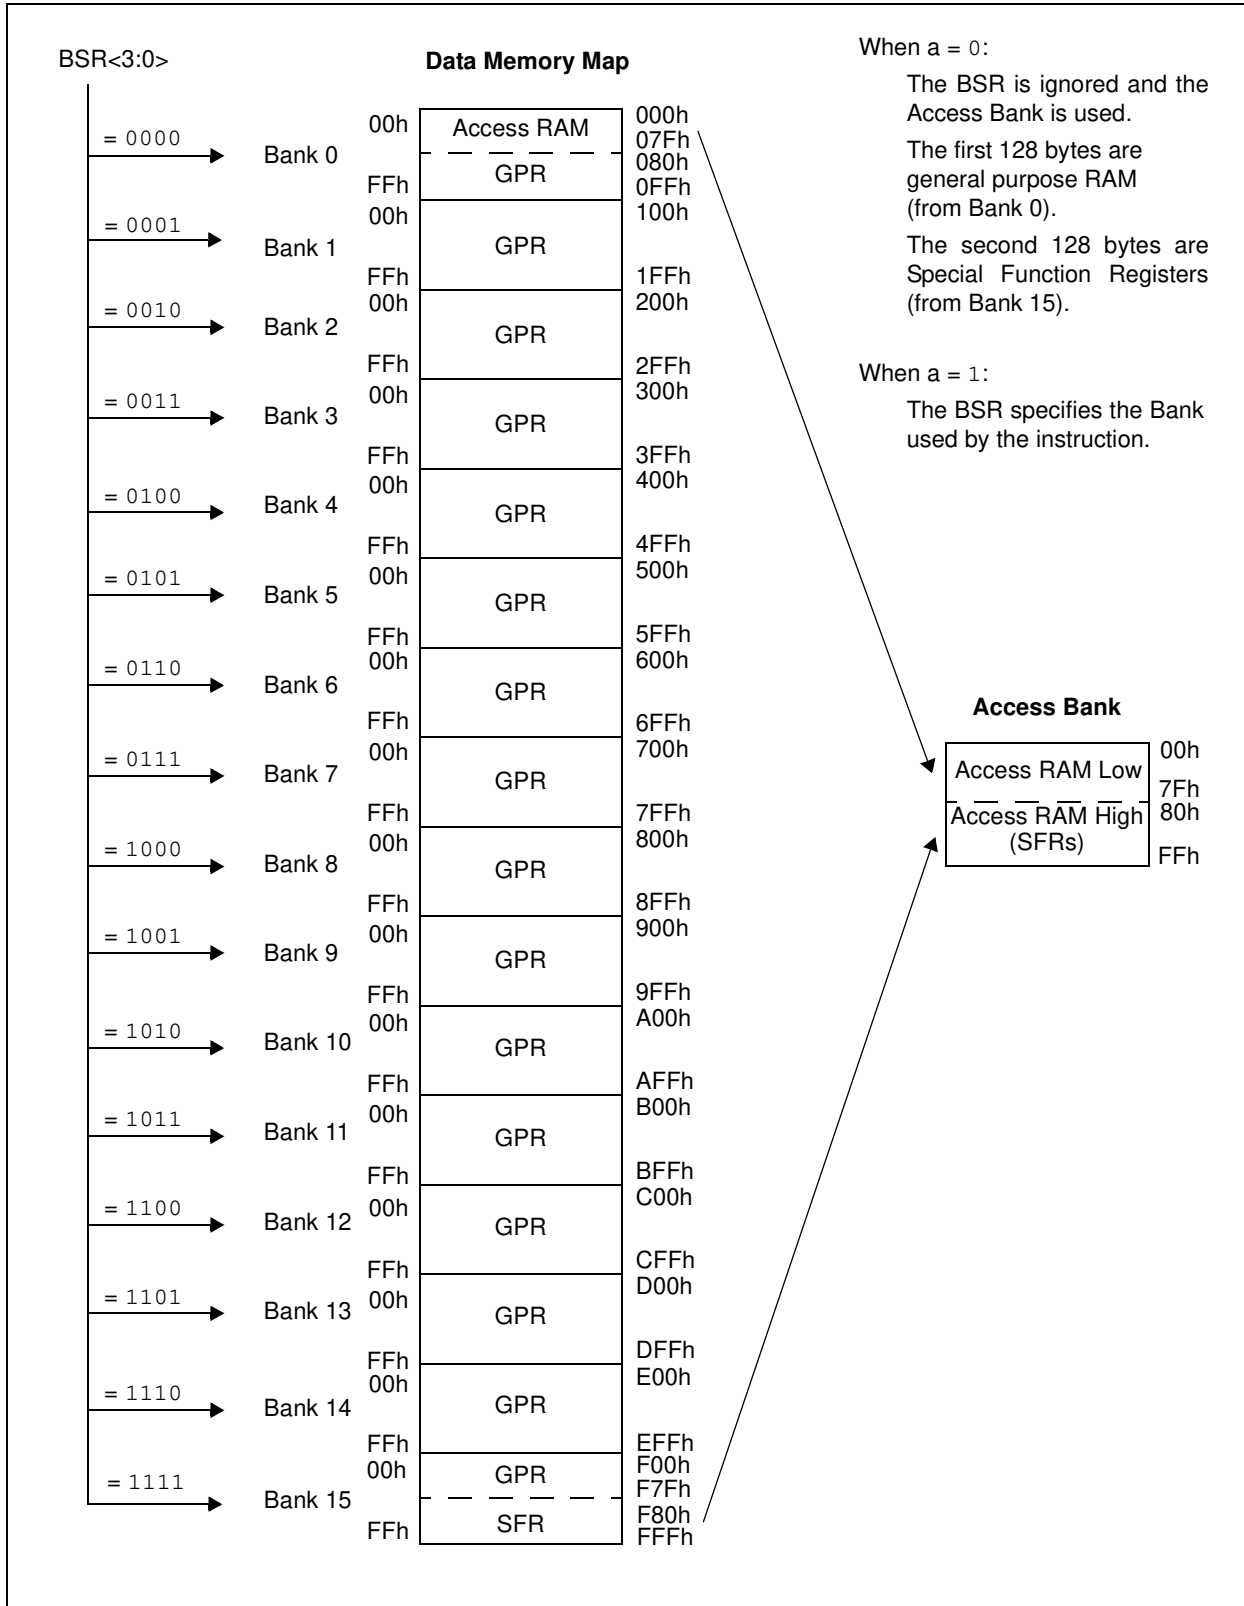 BSR<3:0>
Data Memory Map
When a = 0:
The BSR is ignored and the
Access Bank is used.
The first 128 bytes are
general purpose RAM
(from Bank 0).
The second 128 bytes are
Special Function Registers
(from Bank 15).
When a = 1:
The BSR specifies the Bank
used by the instruction.
= 0000
Bank 0
00h
Access RAM
000h
07Fh
080h
FFh
GPR
0FFh
= 0001
Bank 1
00h
GPR
100h
FFh
1FFh
= 0010
Bank 2
00h
GPR
200h
FFh
2FFh
= 0011
Bank 3
00h
GPR
300h
FFh
3FFh
= 0100
Bank 4
00h
GPR
400h
FFh
4FFh
= 0101
Bank 5
00h
GPR
500h
FFh
5FFh
= 0110
Bank 6
00h
GPR
600h
FFh
6FFh
= 0111
Bank 7
00h
GPR
700h
FFh
7FFh
= 1000
Bank 8
00h
GPR
800h
FFh
8FFh
= 1001
Bank 9
00h
GPR
900h
FFh
9FFh
= 1010
Bank 10
00h
GPR
A00h
FFh
AFFh
= 1011
Bank 11
00h
GPR
B00h
FFh
BFFh
= 1100
Bank 12
00h
GPR
C00h
FFh
CFFh
= 1101
Bank 13
00h
GPR
D00h
FFh
DFFh
= 1110
Bank 14
00h
GPR
E00h
FFh
EFFh
= 1111
Bank 15
00h
GPR
F00h
F7Fh
F80h
FFh
SFR
FFFh
Access Bank
Access RAM Low
00h
7Fh
Access RAM High
(SFRs)
80h
FFh